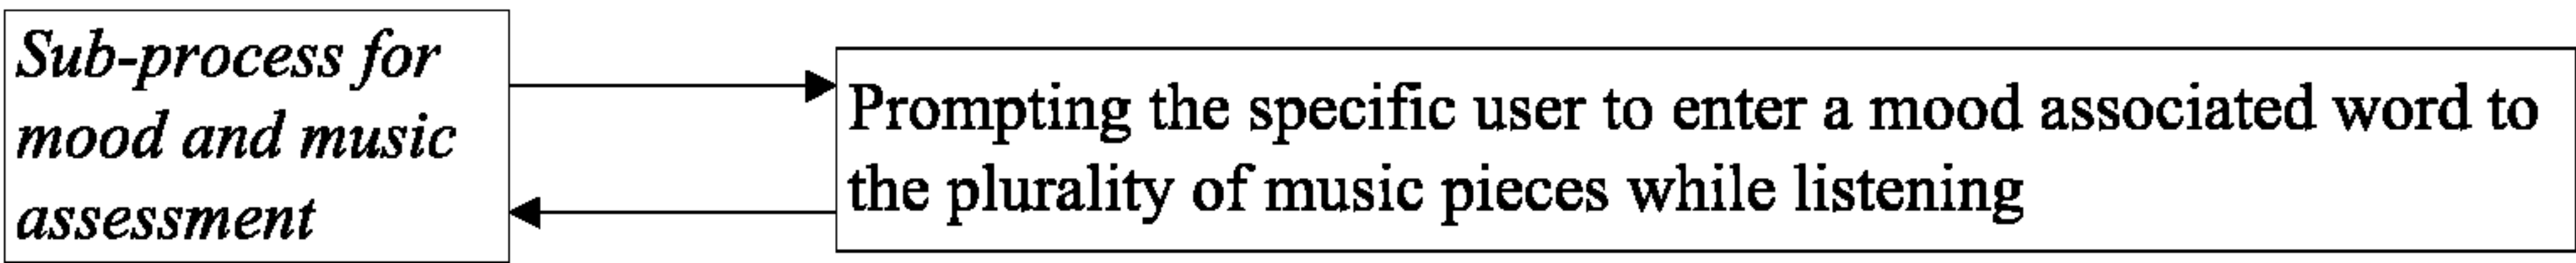 Sub-process for
mood and music
assessment
Prompting the specific user to enter a mood associated word to
the plurality of music pieces while listening